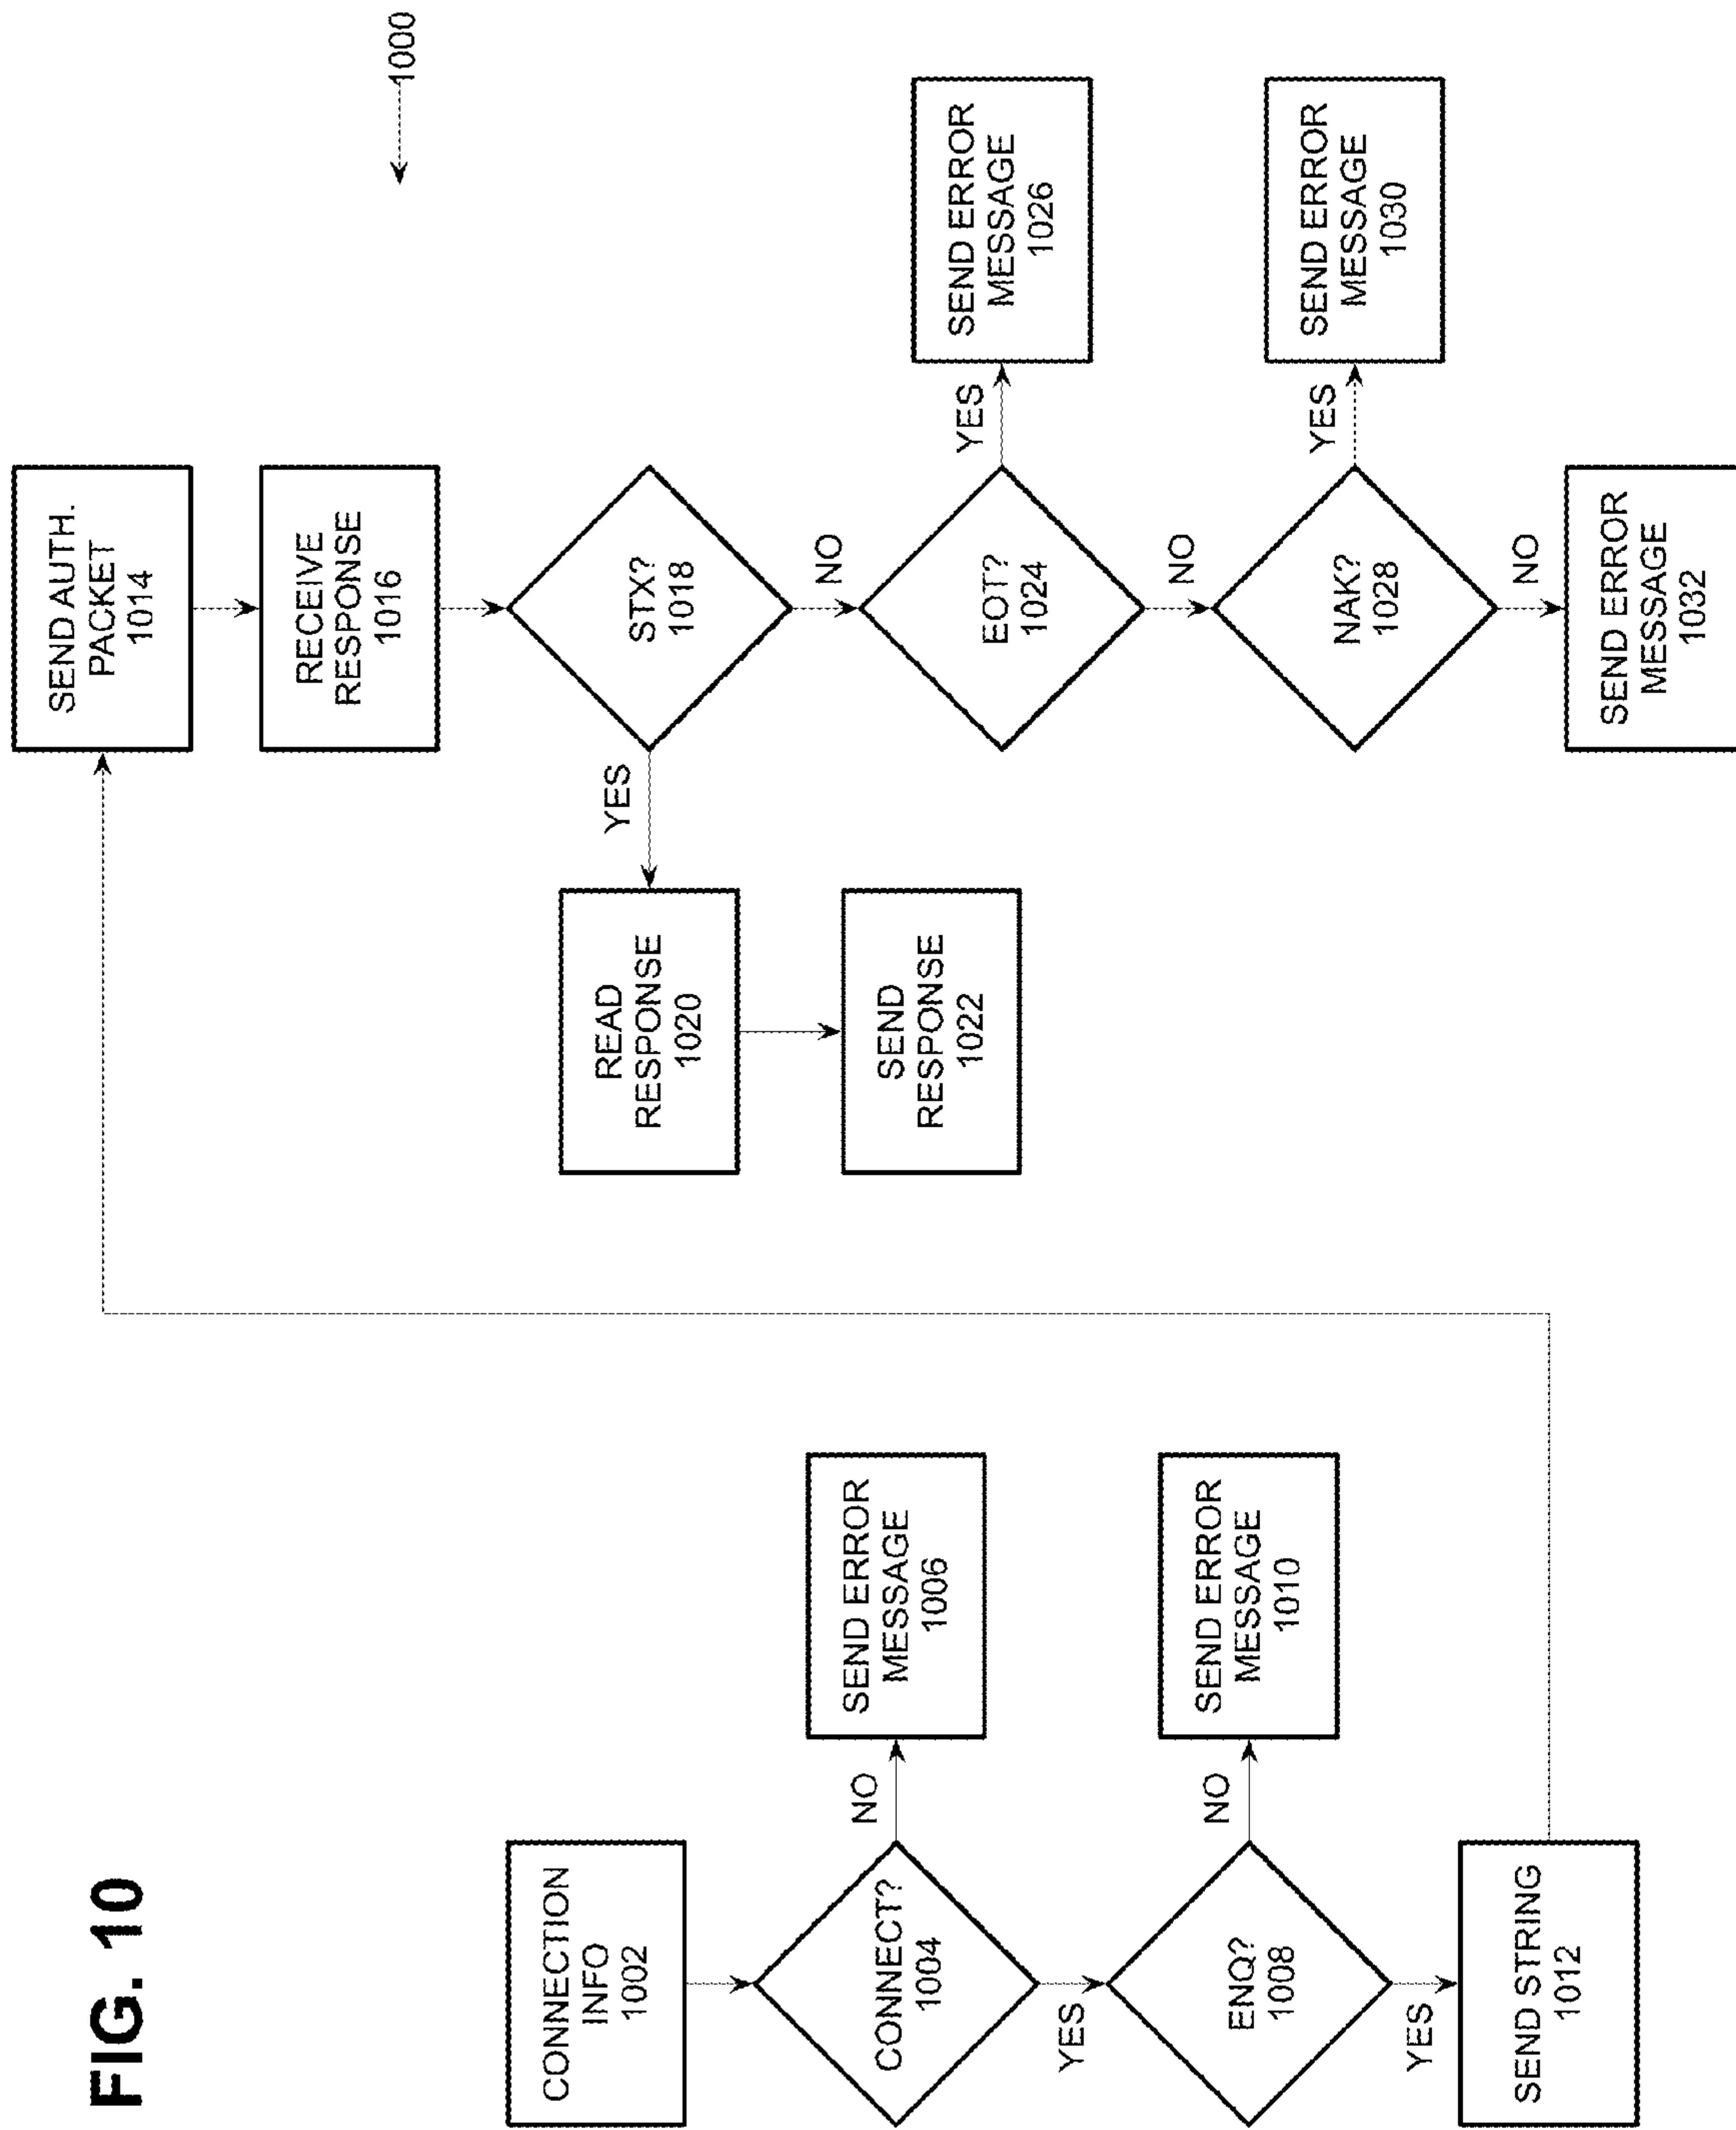 FIG. 10
1000
CONNECTION
INFO
1002
CONNECT?
1004
NO
SEND ERROR
MESSAGE
1006
YES
ENQ?
1008
NO
SEND ERROR
MESSAGE
1010
YES
SEND STRING
1012
SEND AUTH.
PACKET
1014
RECEIVE
RESPONSE
1016
STX?
1018
YES
READ
RESPONSE
1020
SEND
RESPONSE
1022
NO
EOT?
1024
YES
SEND ERROR
MESSAGE
1026
NO
NAK?
1028
YES
SEND ERROR
MESSAGE
1030
NO
SEND ERROR
MESSAGE
1032